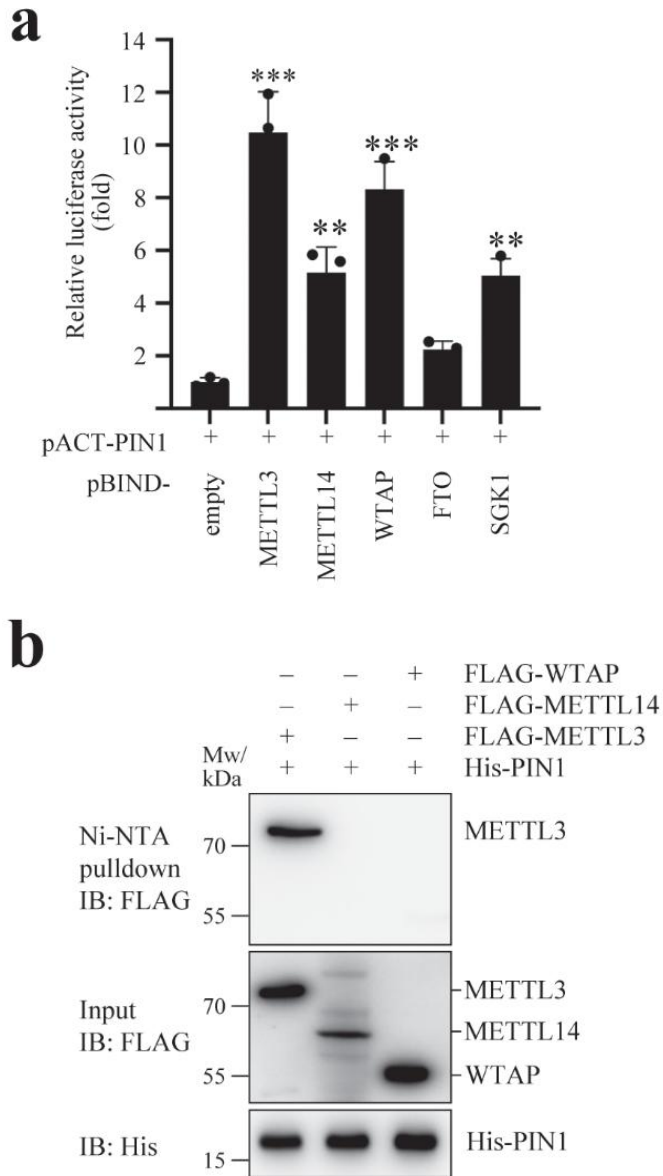 a
Relative luciferase activity
(fold)
14
12
10
8
6
4
2
***
**
***
**
pACT-PIN1 + + + + + +
pBIND- empty METTL3 METTL14 WTAP FTO SGK1
b
– – + FLAG-WTAP
– + – FLAG-METTL14
+ – – FLAG-METTL3
Mw/
kDa
+ + + His-PIN1
Ni-NTA
pulldown
IB: FLAG
70
55
METTL3
Input
IB: FLAG
70
55
METTL3
METTL14
WTAP
IB: His
15
His-PIN1